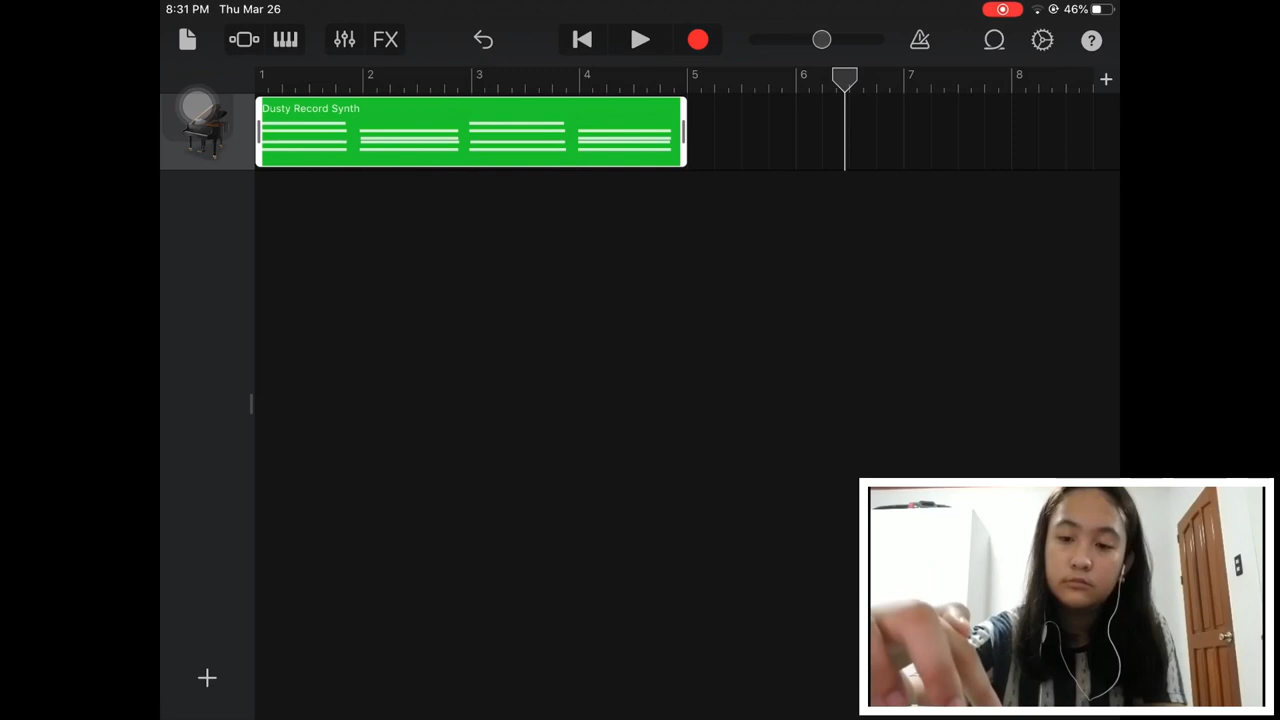 8:31 PM Thu Mar 26 46%
FX ?
1 2 3 4 5 6 7 8 +
Dusty Record Synth
+